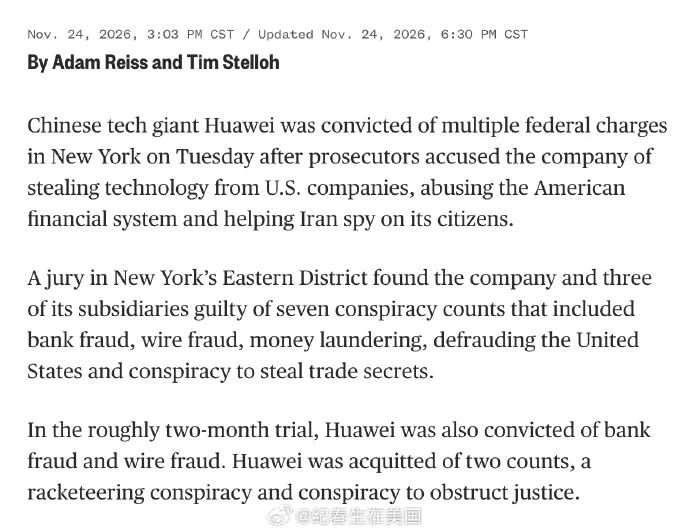 Nov. 24, 2026, 3:03 PM CST / Updated Nov. 24, 2026, 6:30 PM CST
By Adam Reiss and Tim Stelloh
Chinese tech giant Huawei was convicted of multiple federal charges
in New York on Tuesday after prosecutors accused the company of
stealing technology from U.S. companies, abusing the American
financial system and helping Iran spy on its citizens.
A jury in New York’s Eastern District found the company and three
of its subsidiaries guilty of seven conspiracy counts that included
bank fraud, wire fraud, money laundering, defrauding the United
States and conspiracy to steal trade secrets.
In the roughly two-month trial, Huawei was also convicted of bank
fraud and wire fraud. Huawei was acquitted of two counts, a
racketeering conspiracy and conspiracy to obstruct justice.
@纪春生在美国